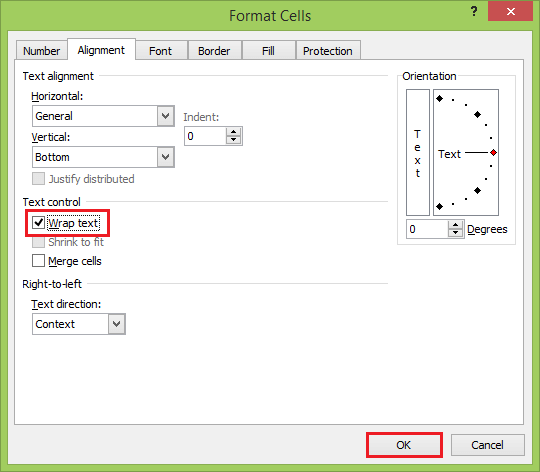 Format Cells
? ×
Number Alignment Font Border Fill Protection
Text alignment
Horizontal:
General
Indent:
Vertical:
0
Bottom
Justify distributed
Text control
Wrap text
Shrink to fit
Merge cells
Right-to-left
Text direction:
Context
Orientation
Text
Text
0 Degrees
OK Cancel